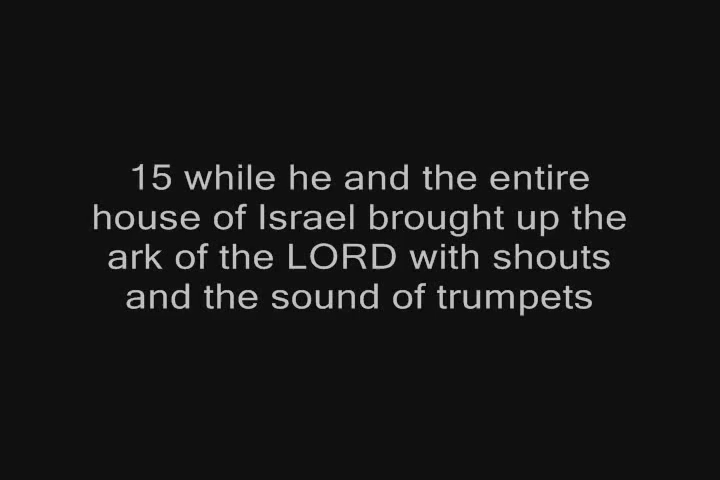 15 while he and the entire
house of Israel brought up the
ark of the LORD with shouts
and the sound of trumpets